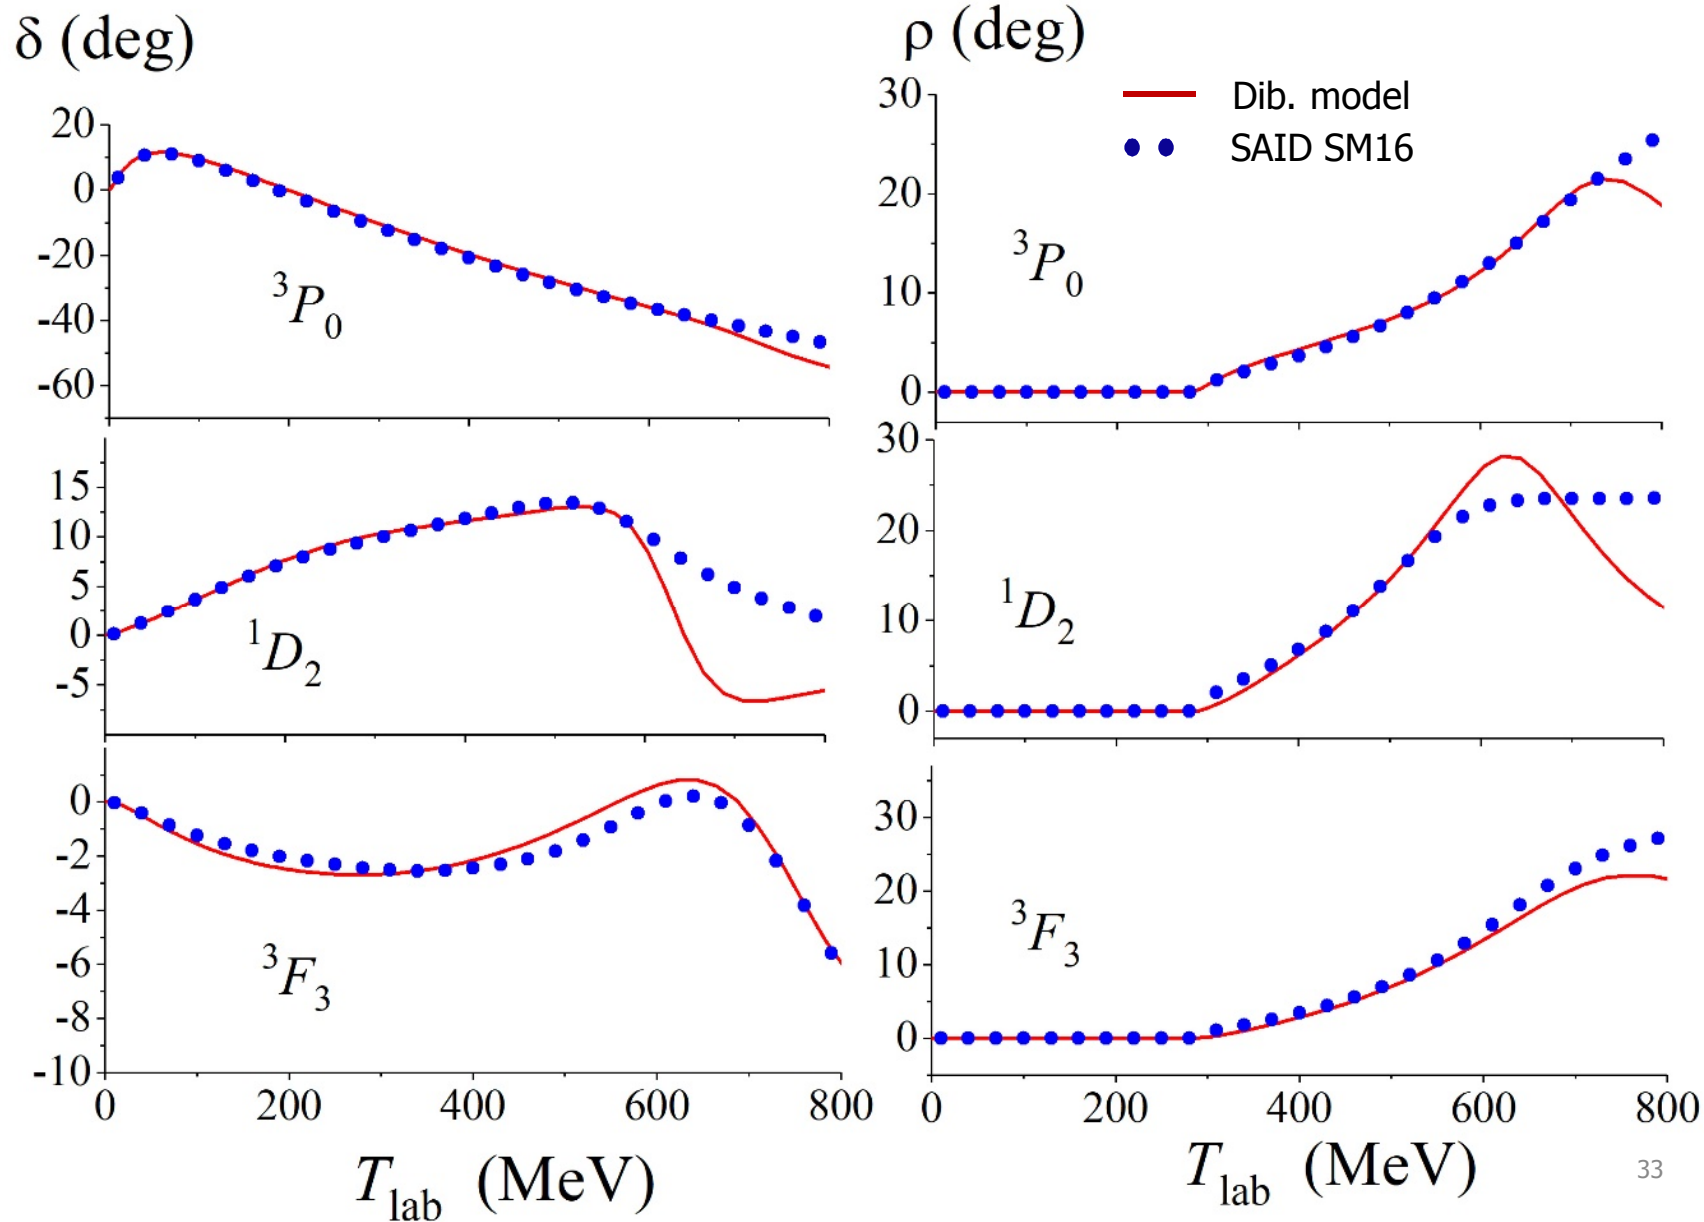 δ (deg)
ρ (deg)
Dib. model
SAID SM16
20
0
-20
-40
-60
³P₀
30
20
10
0
³P₀
15
10
5
0
-5
¹D₂
30
20
10
0
¹D₂
0
-2
-4
-6
-8
-10
³F₃
0 200 400 600 800
T_lab (MeV)
30
20
10
0
³F₃
0 200 400 600 800
T_lab (MeV)
33